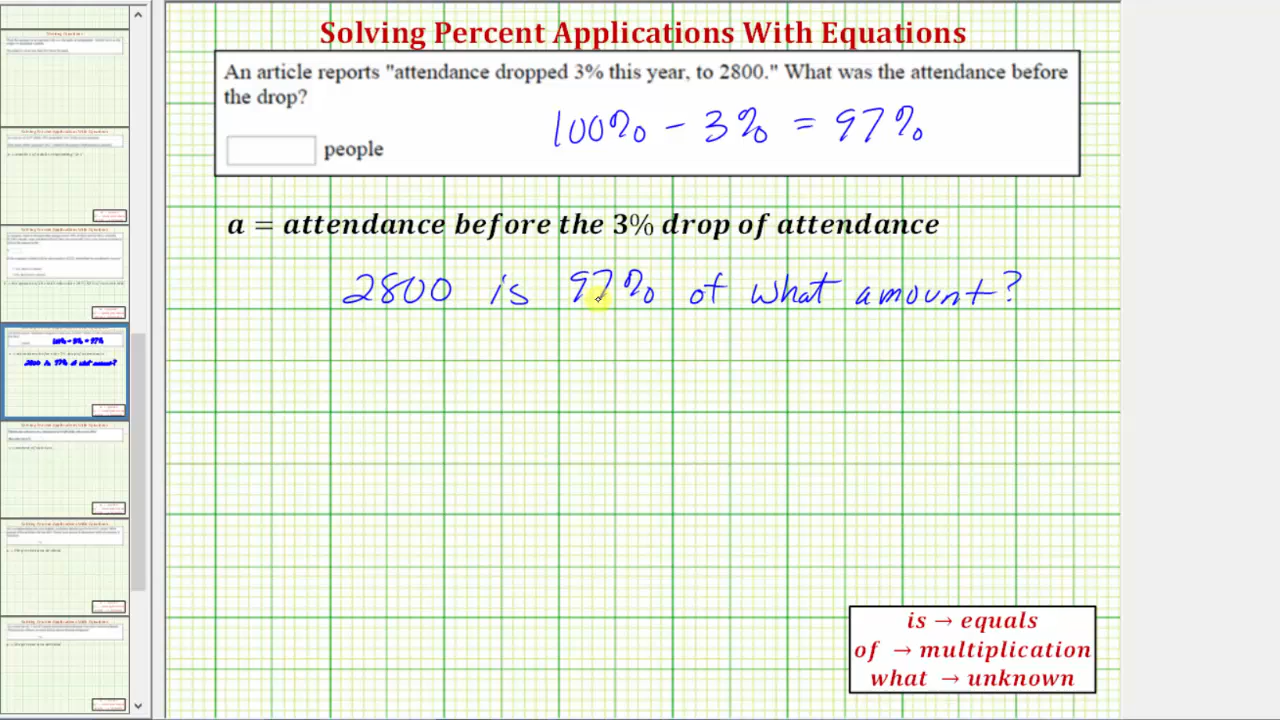 Solving Percent Applications With Equations
An article reports "attendance dropped 3% this year, to 2800." What was the attendance before
the drop?
100% - 3% = 97%
people
a = attendance before the 3% drop of attendance
2800 is 97% of what amount?
is → equals
of → multiplication
what → unknown